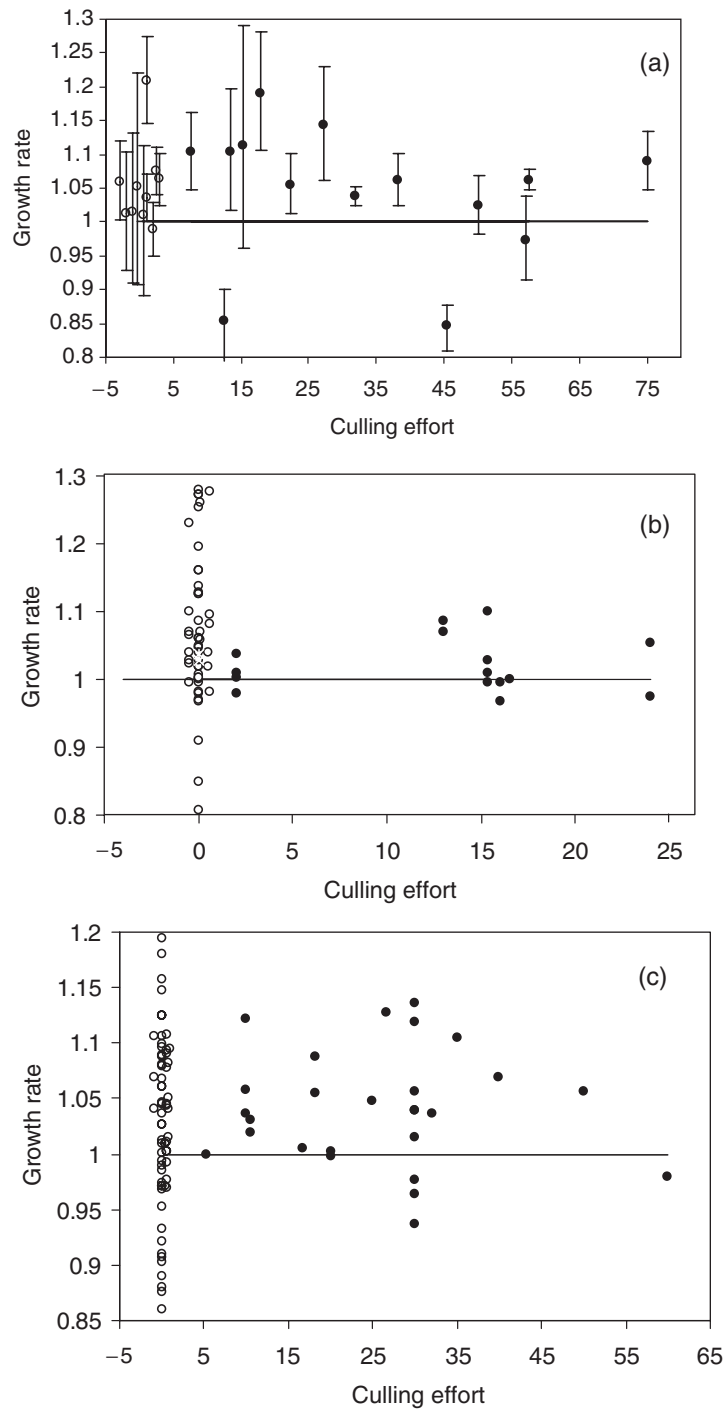 (a)
Growth rate
1.3
1.25
1.2
1.15
1.1
1.05
1
0.95
0.9
0.85
0.8
−5 5 15 25 35 45 55 65 75
Culling effort
(b)
Growth rate
1.3
1.2
1.1
1
0.9
0.8
−5 0 5 10 15 20 25
Culling effort
(c)
Growth rate
1.2
1.15
1.1
1.05
1
0.95
0.9
0.85
−5 5 15 25 35 45 55 65
Culling effort